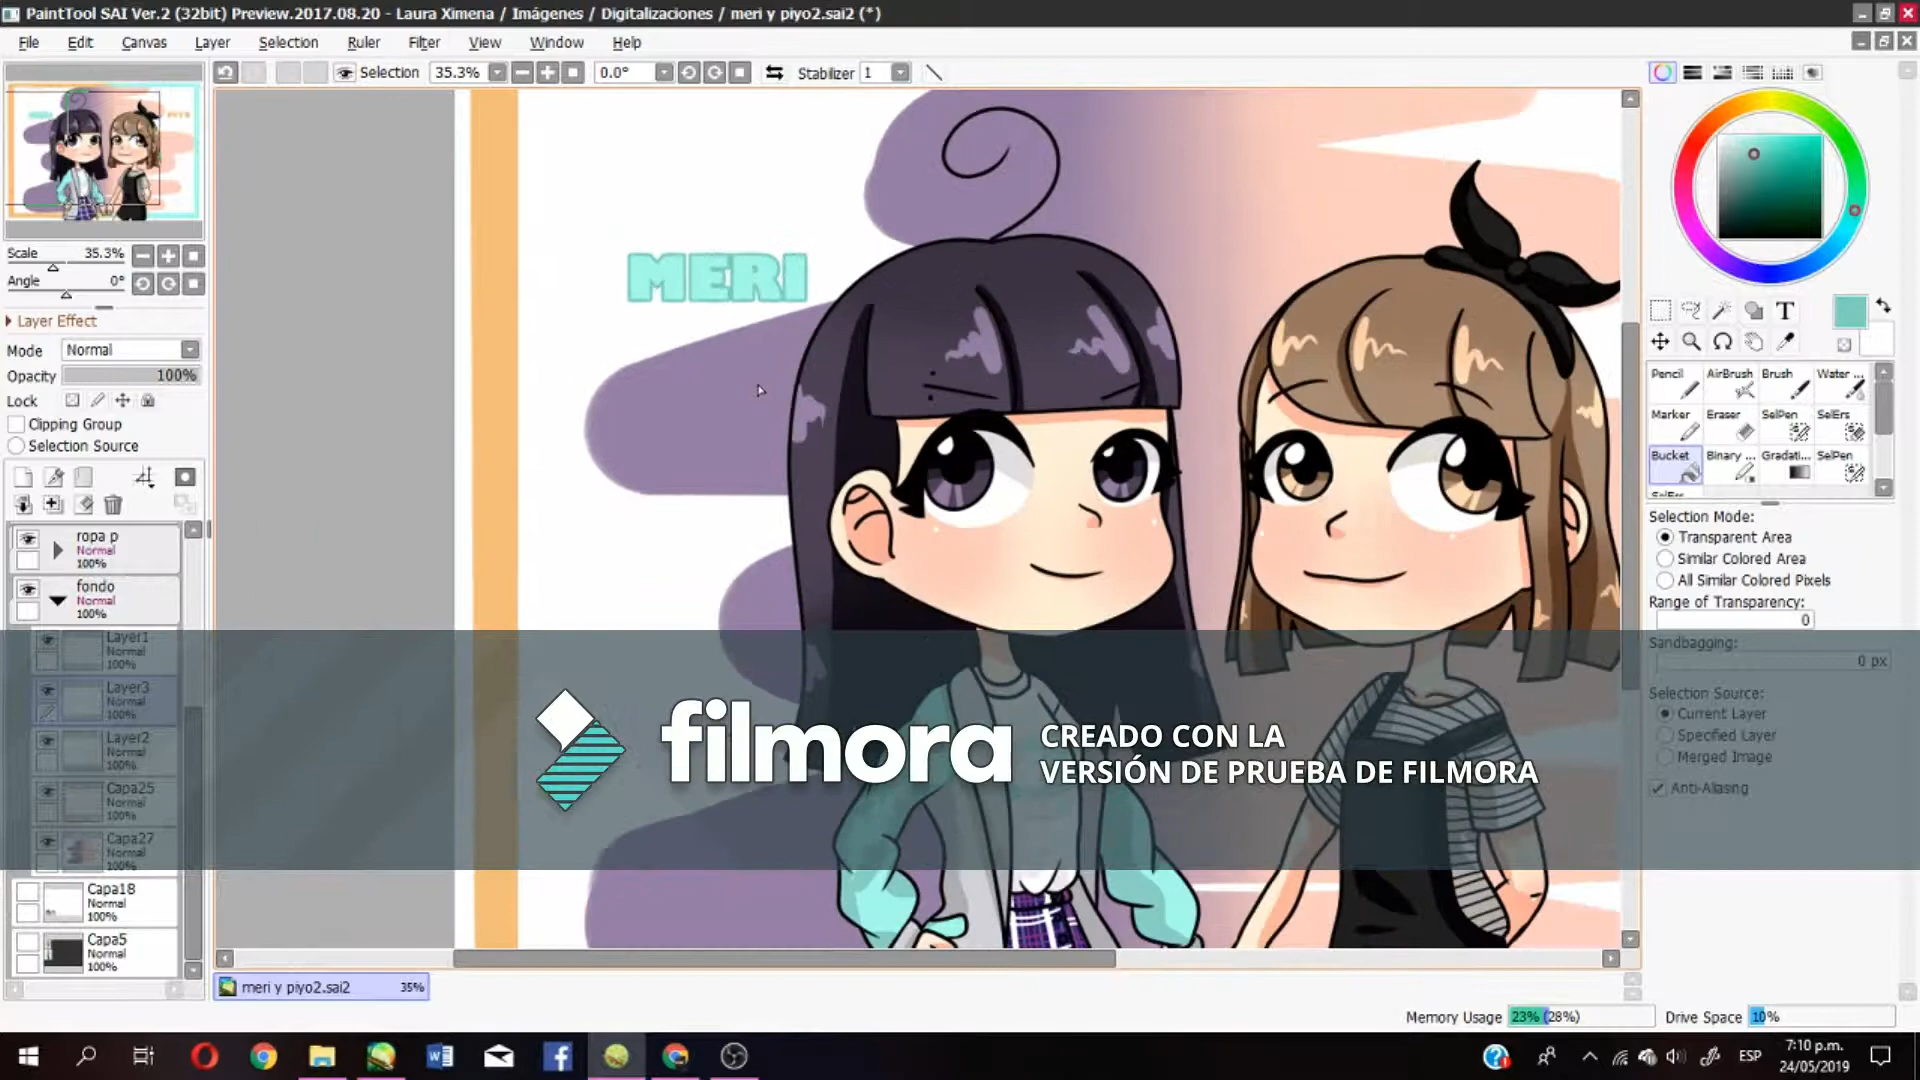 PaintTool SAI Ver.2 (32bit) Preview.2017.08.20 - Laura Ximena / Imágenes / Digitalizaciones / meri y piyo2.sai2 (*)
File Edit Canvas Layer Selection Ruler Filter View Window Help
Selection 35.3% 0.0° Stabilizer 1
Scale 35.3%
Angle 0°
Layer Effect
Mode Normal
Opacity 100%
Lock
Clipping Group
Selection Source
ropa p
Normal
100%
fondo
Normal
100%
Layer1
Normal
100%
Layer3
Normal
100%
Layer2
Normal
100%
Capa25
Normal
100%
Capa27
Normal
100%
Capa18
Normal
100%
Capa5
Normal
100%
MERI
filmora
CREADO CON LA
VERSIÓN DE PRUEBA DE FILMORA
T
Pencil AirBrush Brush Water ...
Marker Eraser SelPen SelErs
Bucket Binary ... Gradati... SelPen
Selection Mode:
Transparent Area
Similar Colored Area
All Similar Colored Pixels
Range of Transparency:
0
Sandbagging:
0 px
Selection Source:
Current Layer
Specified Layer
Merged Image
Anti-Aliasing
meri y piyo2.sai2 35%
Memory Usage 23% (28%) Drive Space 10%
ESP
7:10 p.m.
24/05/2019